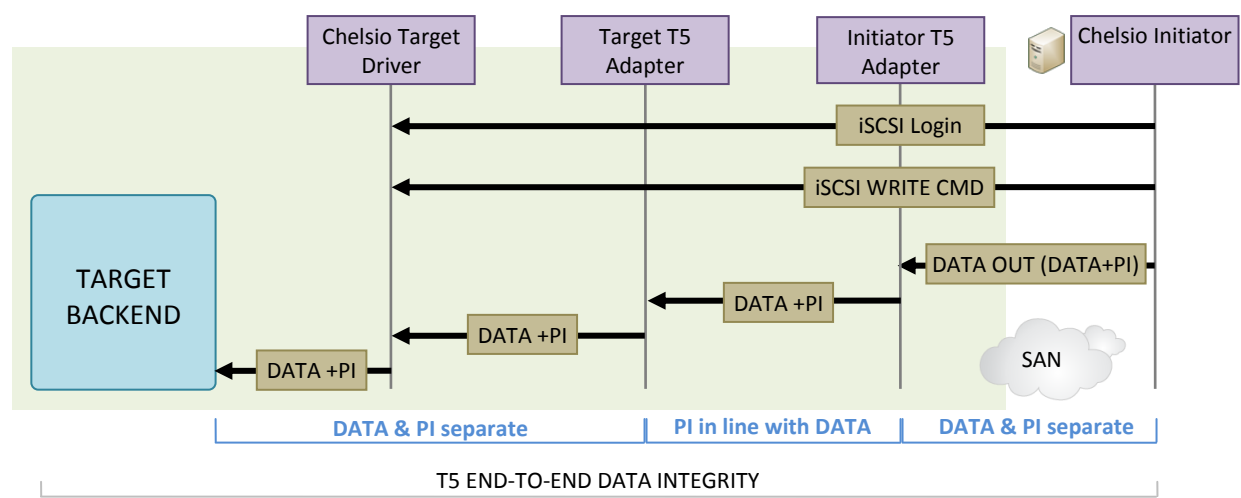 Chelsio Target
Driver
Target T5
Adapter
Initiator T5
Adapter
Chelsio Initiator
iSCSI Login
iSCSI WRITE CMD
DATA OUT (DATA+PI)
DATA +PI
DATA +PI
DATA +PI
TARGET
BACKEND
SAN
DATA & PI separate
PI in line with DATA
DATA & PI separate
T5 END-TO-END DATA INTEGRITY